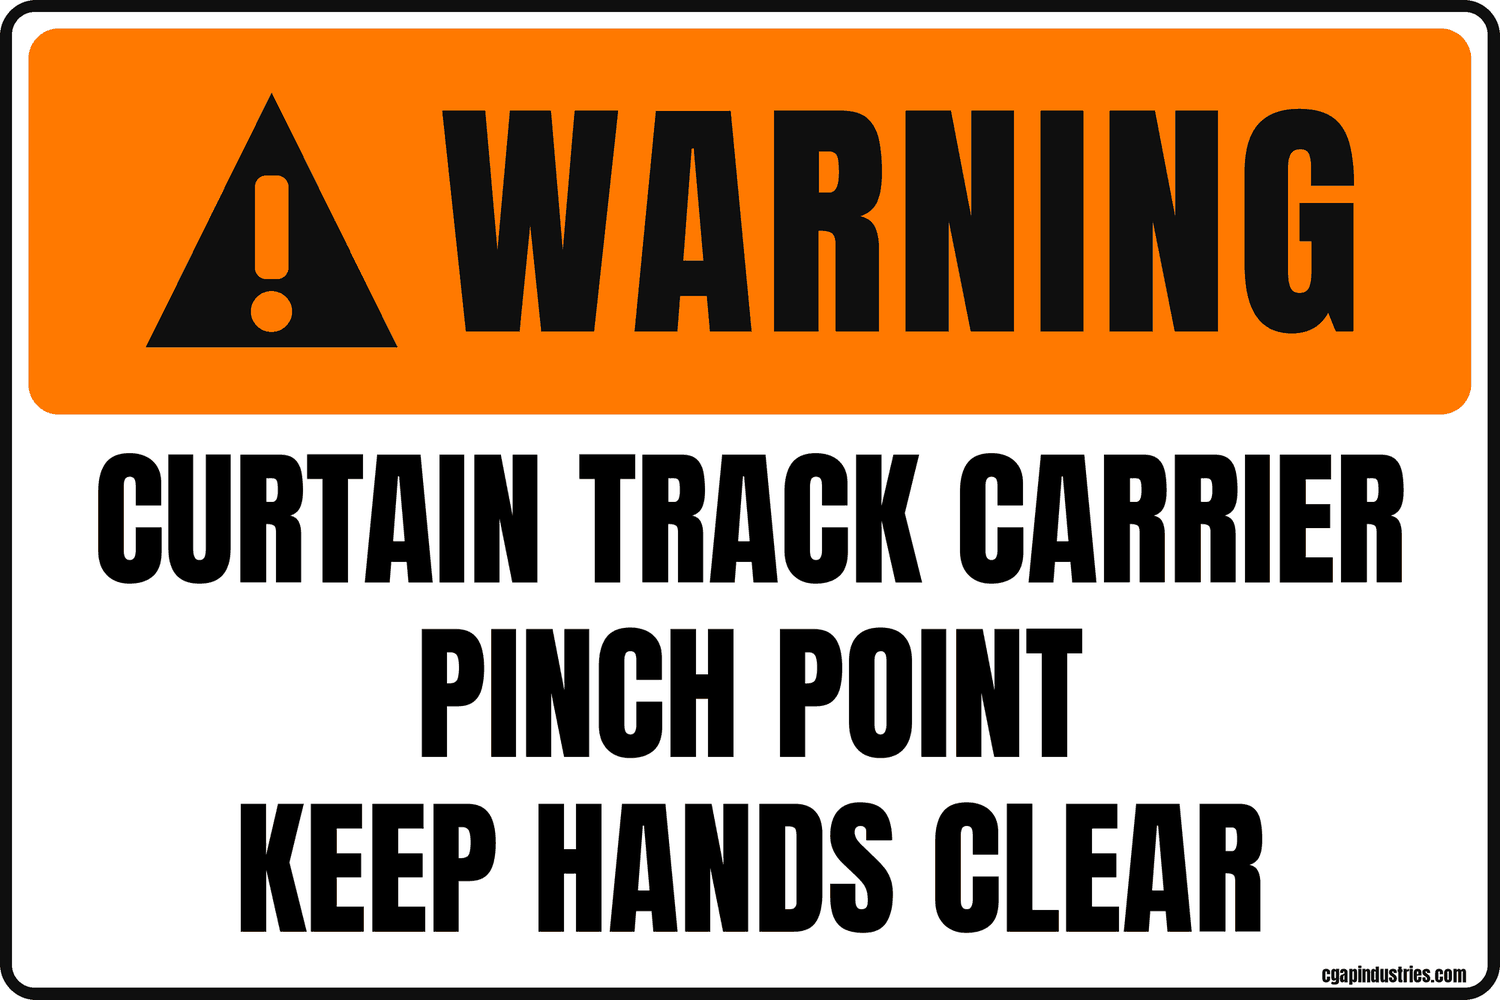 WARNING
CURTAIN TRACK CARRIER
PINCH POINT
KEEP HANDS CLEAR
cgapindustries.com